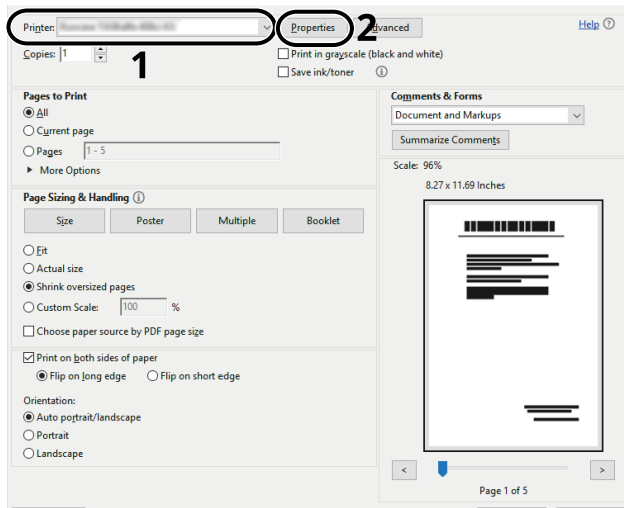 Printer: Properties 2 Advanced Help
Copies: 1 1 Print in grayscale (black and white)
Save ink/toner
Pages to Print
All
Current page
Pages 1 - 5
More Options
Comments & Forms
Document and Markups
Summarize Comments
Page Sizing & Handling
Size Poster Multiple Booklet
Fit
Actual size
Shrink oversized pages
Custom Scale: 100 %
Choose paper source by PDF page size
Print on both sides of paper
Flip on long edge Flip on short edge
Orientation:
Auto portrait/landscape
Portrait
Landscape
Scale: 96%
8.27 x 11.69 Inches
< >
Page 1 of 5